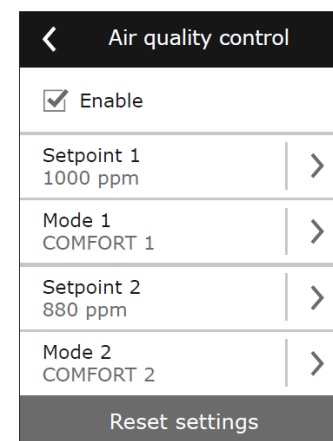 Air quality control
Enable
Setpoint 1
1000 ppm
Mode 1
COMFORT 1
Setpoint 2
880 ppm
Mode 2
COMFORT 2
Reset settings